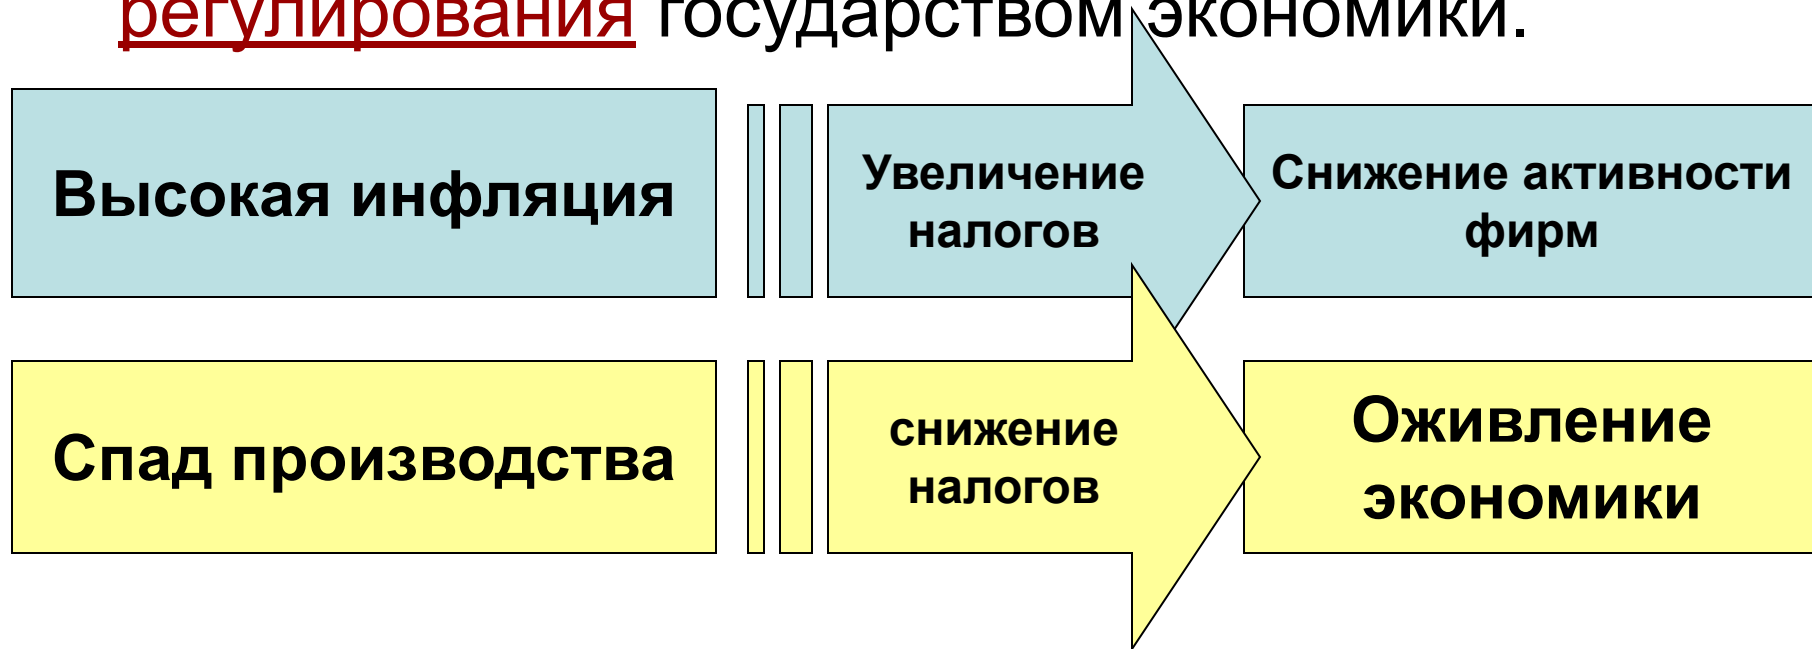 регулирования государством экономики.
Высокая инфляция
Увеличение
налогов
Снижение активности
фирм
Спад производства
снижение
налогов
Оживление
экономики